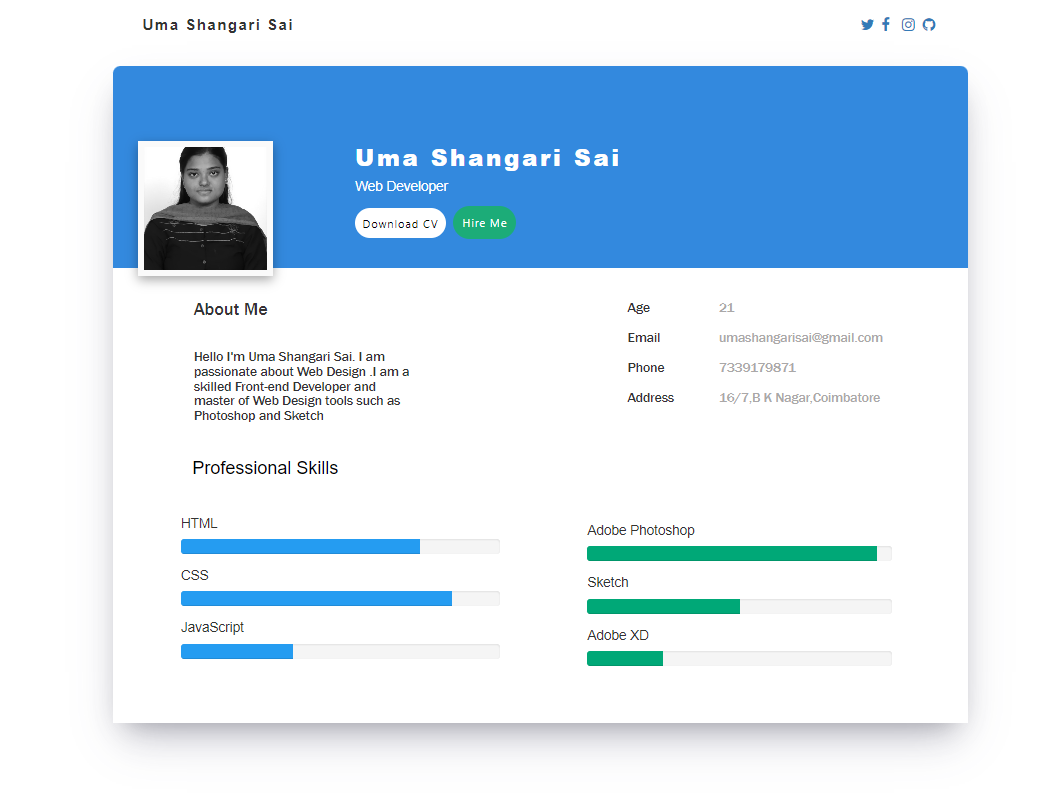 Uma Shangari Sai
Uma Shangari Sai
Web Developer
Download CV
Hire Me
About Me
Hello I'm Uma Shangari Sai. I am
passionate about Web Design .I am a
skilled Front-end Developer and
master of Web Design tools such as
Photoshop and Sketch
Age 21
Email umashangarisai@gmail.com
Phone 7339179871
Address 16/7,B K Nagar,Coimbatore
Professional Skills
HTML
CSS
JavaScript
Adobe Photoshop
Sketch
Adobe XD